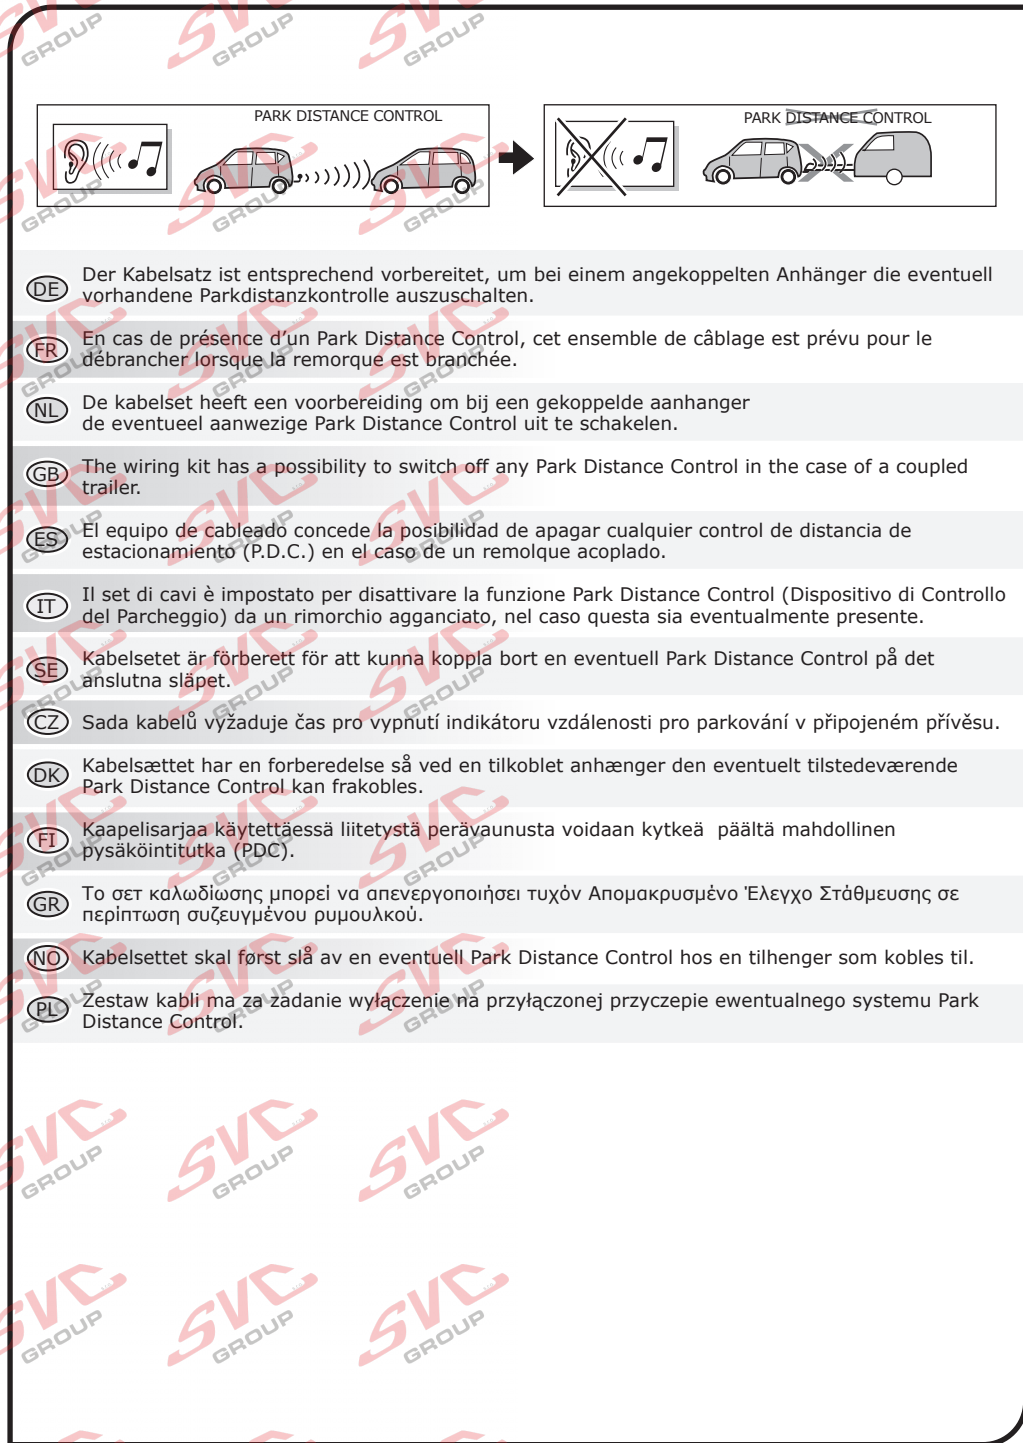 PARK DISTANCE CONTROL
PARK DISTANCE CONTROL
DE
Der Kabelsatz ist entsprechend vorbereitet, um bei einem angekoppelten Anhänger die eventuell
vorhandene Parkdistanzkontrolle auszuschalten.
FR
En cas de présence d'un Park Distance Control, cet ensemble de câblage est prévu pour le
débrancher lorsque la remorque est branchée.
NL
De kabelset heeft een voorbereiding om bij een gekoppelde aanhanger
de eventueel aanwezige Park Distance Control uit te schakelen.
GB
The wiring kit has a possibility to switch off any Park Distance Control in the case of a coupled
trailer.
ES
El equipo de cableado concede la posibilidad de apagar cualquier control de distancia de
estacionamiento (P.D.C.) en el caso de un remolque acoplado.
IT
Il set di cavi è impostato per disattivare la funzione Park Distance Control (Dispositivo di Controllo
del Parcheggio) da un rimorchio agganciato, nel caso questa sia eventualmente presente.
SE
Kabelsetet är förberett för att kunna koppla bort en eventuell Park Distance Control på det
anslutna släpet.
CZ
Sada kabelů vyžaduje čas pro vypnutí indikátoru vzdálenosti pro parkování v připojeném přívěsu.
DK
Kabelsættet har en forberedelse så ved en tilkoblet anhænger den eventuelt tilstedeværende
Park Distance Control kan frakobles.
FI
Kaapelisarjaa käytettäessä liitetystä perävaunusta voidaan kytkeä  päältä mahdollinen
pysäköintitutka (PDC).
GR
Το σετ καλωδίωσης μπορεί να απενεργοποιήσει τυχόν Απομακρυσμένο Έλεγχο Στάθμευσης σε
περίπτωση συζευγμένου ρυμουλκού.
NO
Kabelsettet skal først slå av en eventuell Park Distance Control hos en tilhenger som kobles til.
PL
Zestaw kabli ma za zadanie wyłączenie na przyłączonej przyczepie ewentualnego systemu Park
Distance Control.
SVC GROUP